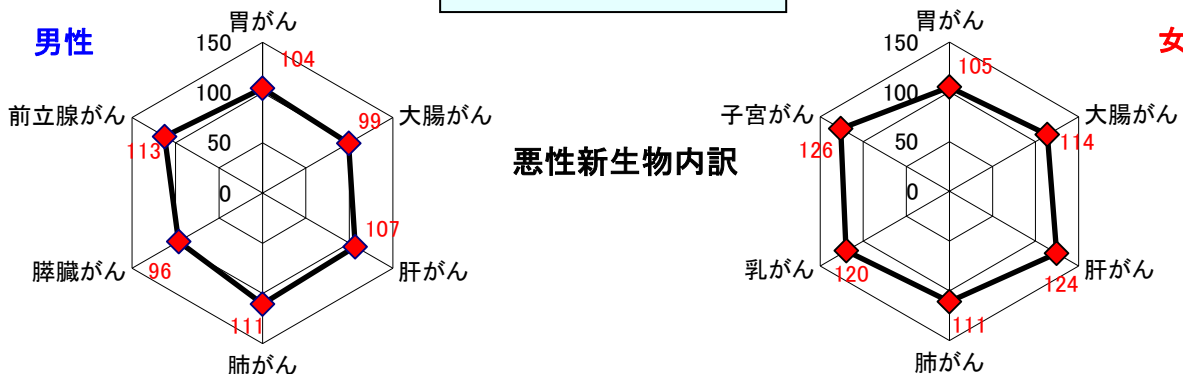 男性
胃がん
150
104
100
前立腺がん
大腸がん
99
113
50
0
107
膵臓がん
96
肝がん
111
肺がん
悪性新生物内訳
女
胃がん
150
105
100
子宮がん
大腸がん
126
114
50
0
乳がん
120
肝がん
124
111
肺がん